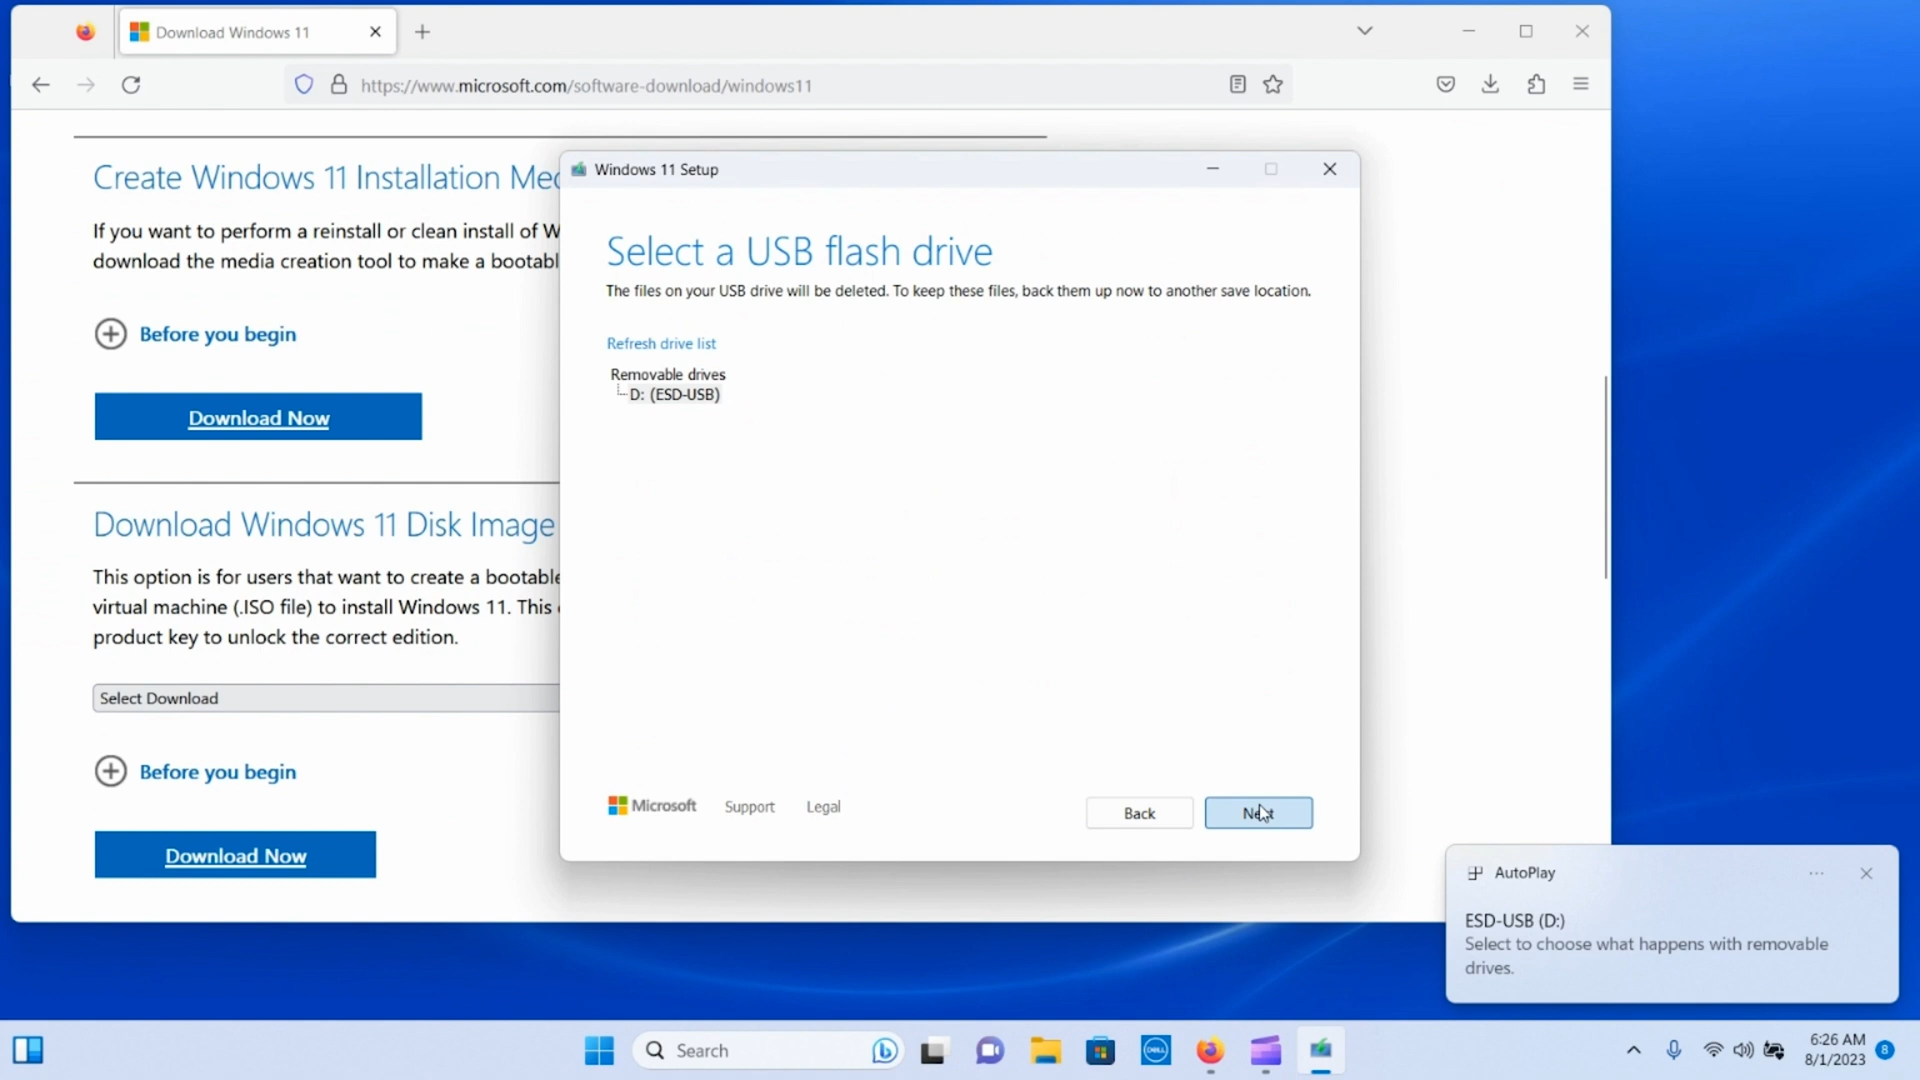 Download Windows 11
https://www.microsoft.com/software-download/windows11
Create Windows 11 Installation Med
If you want to perform a reinstall or clean install of W
download the media creation tool to make a bootabl
Before you begin
Download Now
Download Windows 11 Disk Image
This option is for users that want to create a bootable
virtual machine (.ISO file) to install Windows 11. This
product key to unlock the correct edition.
Select Download
Before you begin
Download Now
Windows 11 Setup
Select a USB flash drive
The files on your USB drive will be deleted. To keep these files, back them up now to another save location.
Refresh drive list
Removable drives
D: (ESD-USB)
Microsoft Support Legal
Back
Next
AutoPlay
ESD-USB (D:)
Select to choose what happens with removable
drives.
Search
DELL
6:26 AM
8/1/2023
8